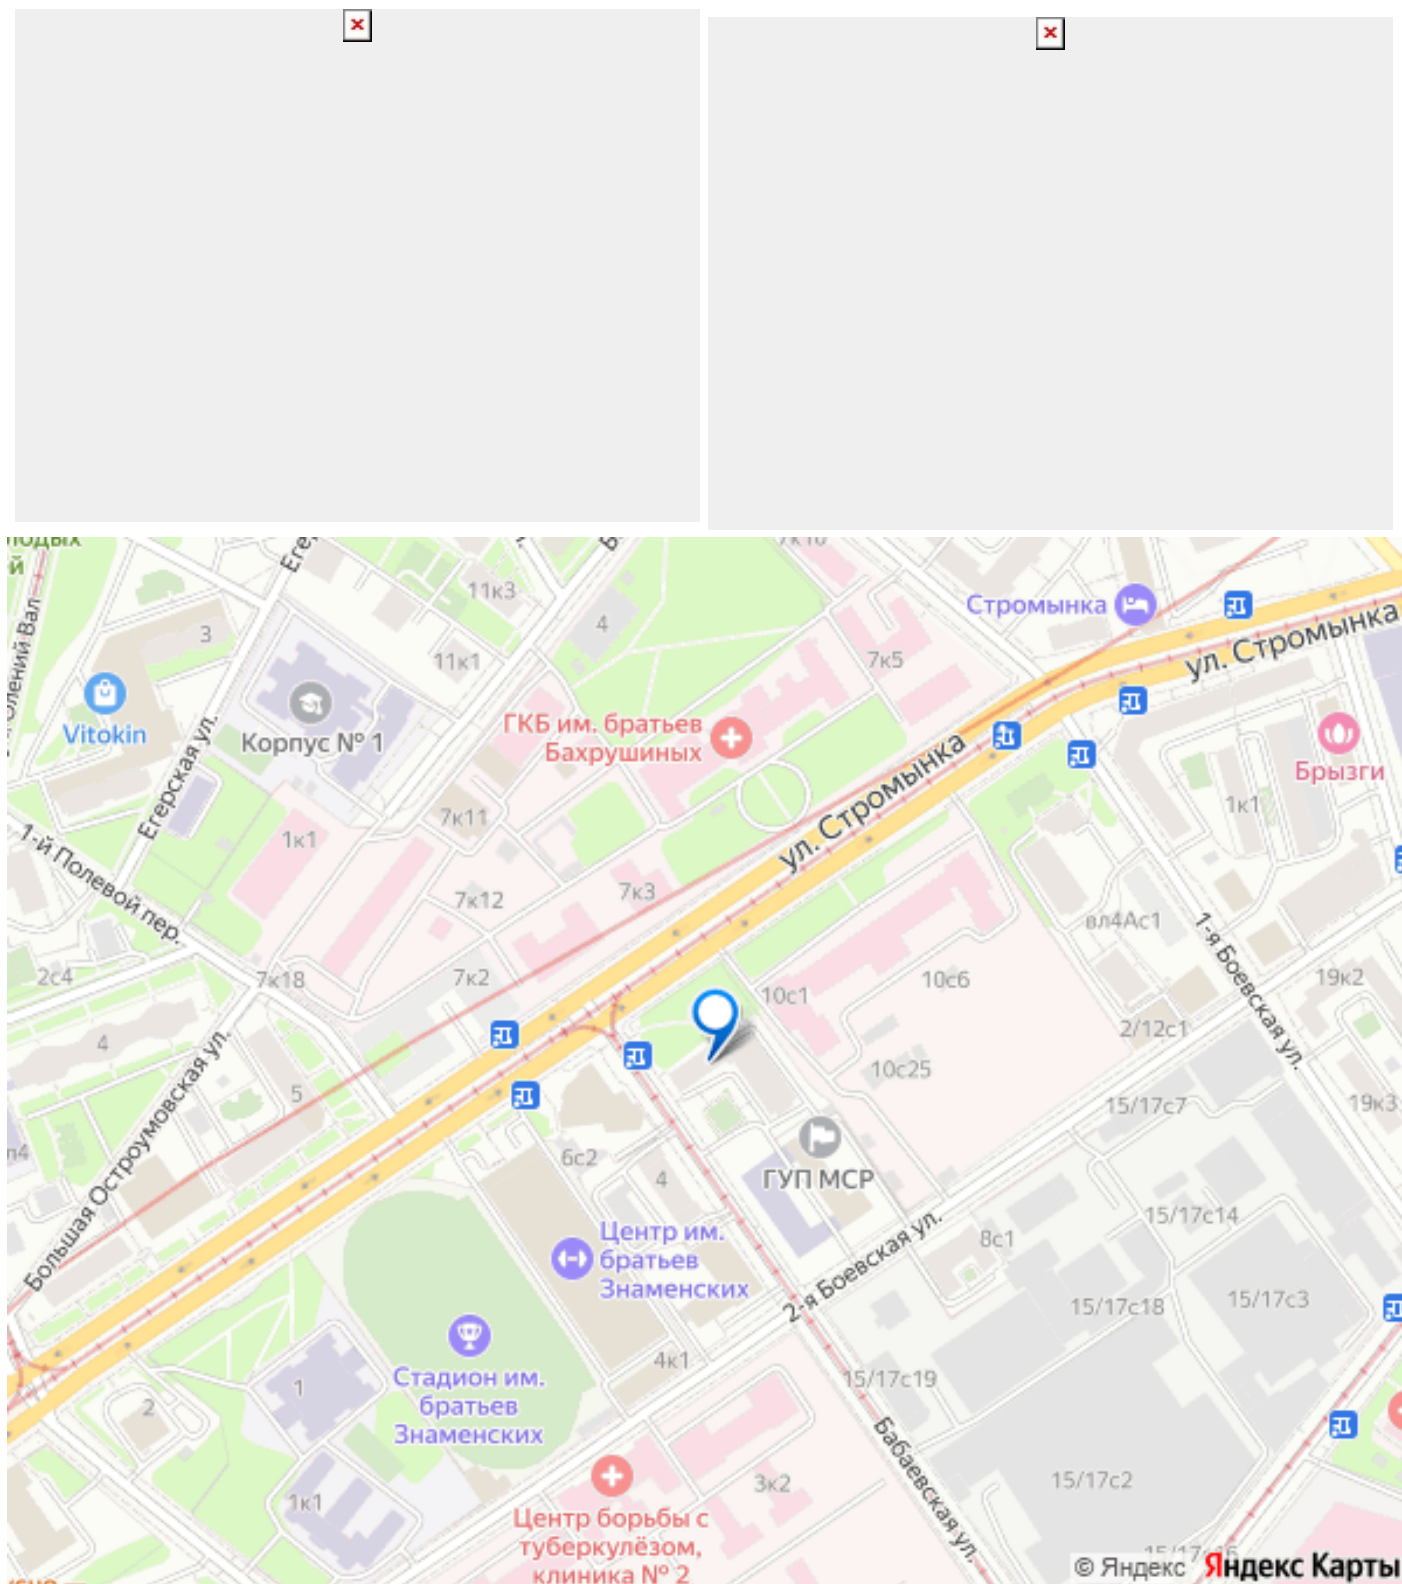 11к3
4
3
Стромынка
ул. Стромынка
11к1
7к5
Олений Вал
Vitokin
Егерская ул.
Корпус № 1
ГКБ им. братьев
Бахрушиных
Брызги
1к1
7к11
1к1
ул. Стромынка
1-й Полевой пер.
7к12
7к3
вл4Ас1
1-я Боевская ул.
2с4
7к18
7к2
10с1
10с6
19к2
4
2/12с1
5
10с25
15/17с7
19к3
Большая Остроумовская ул.
6с2
4
ГУП МСР
15/17с14
Центр им.
братьев
Знаменских
2-я Боевская ул.
8с1
15/17с18
15/17с3
4к1
15/17с19
1
2
Стадион им.
братьев
Знаменских
Бабаевская ул.
1к1
3к2
15/17с2
Центр борьбы с
туберкулёзом,
клиника № 2
© Яндекс Яндекс Карты